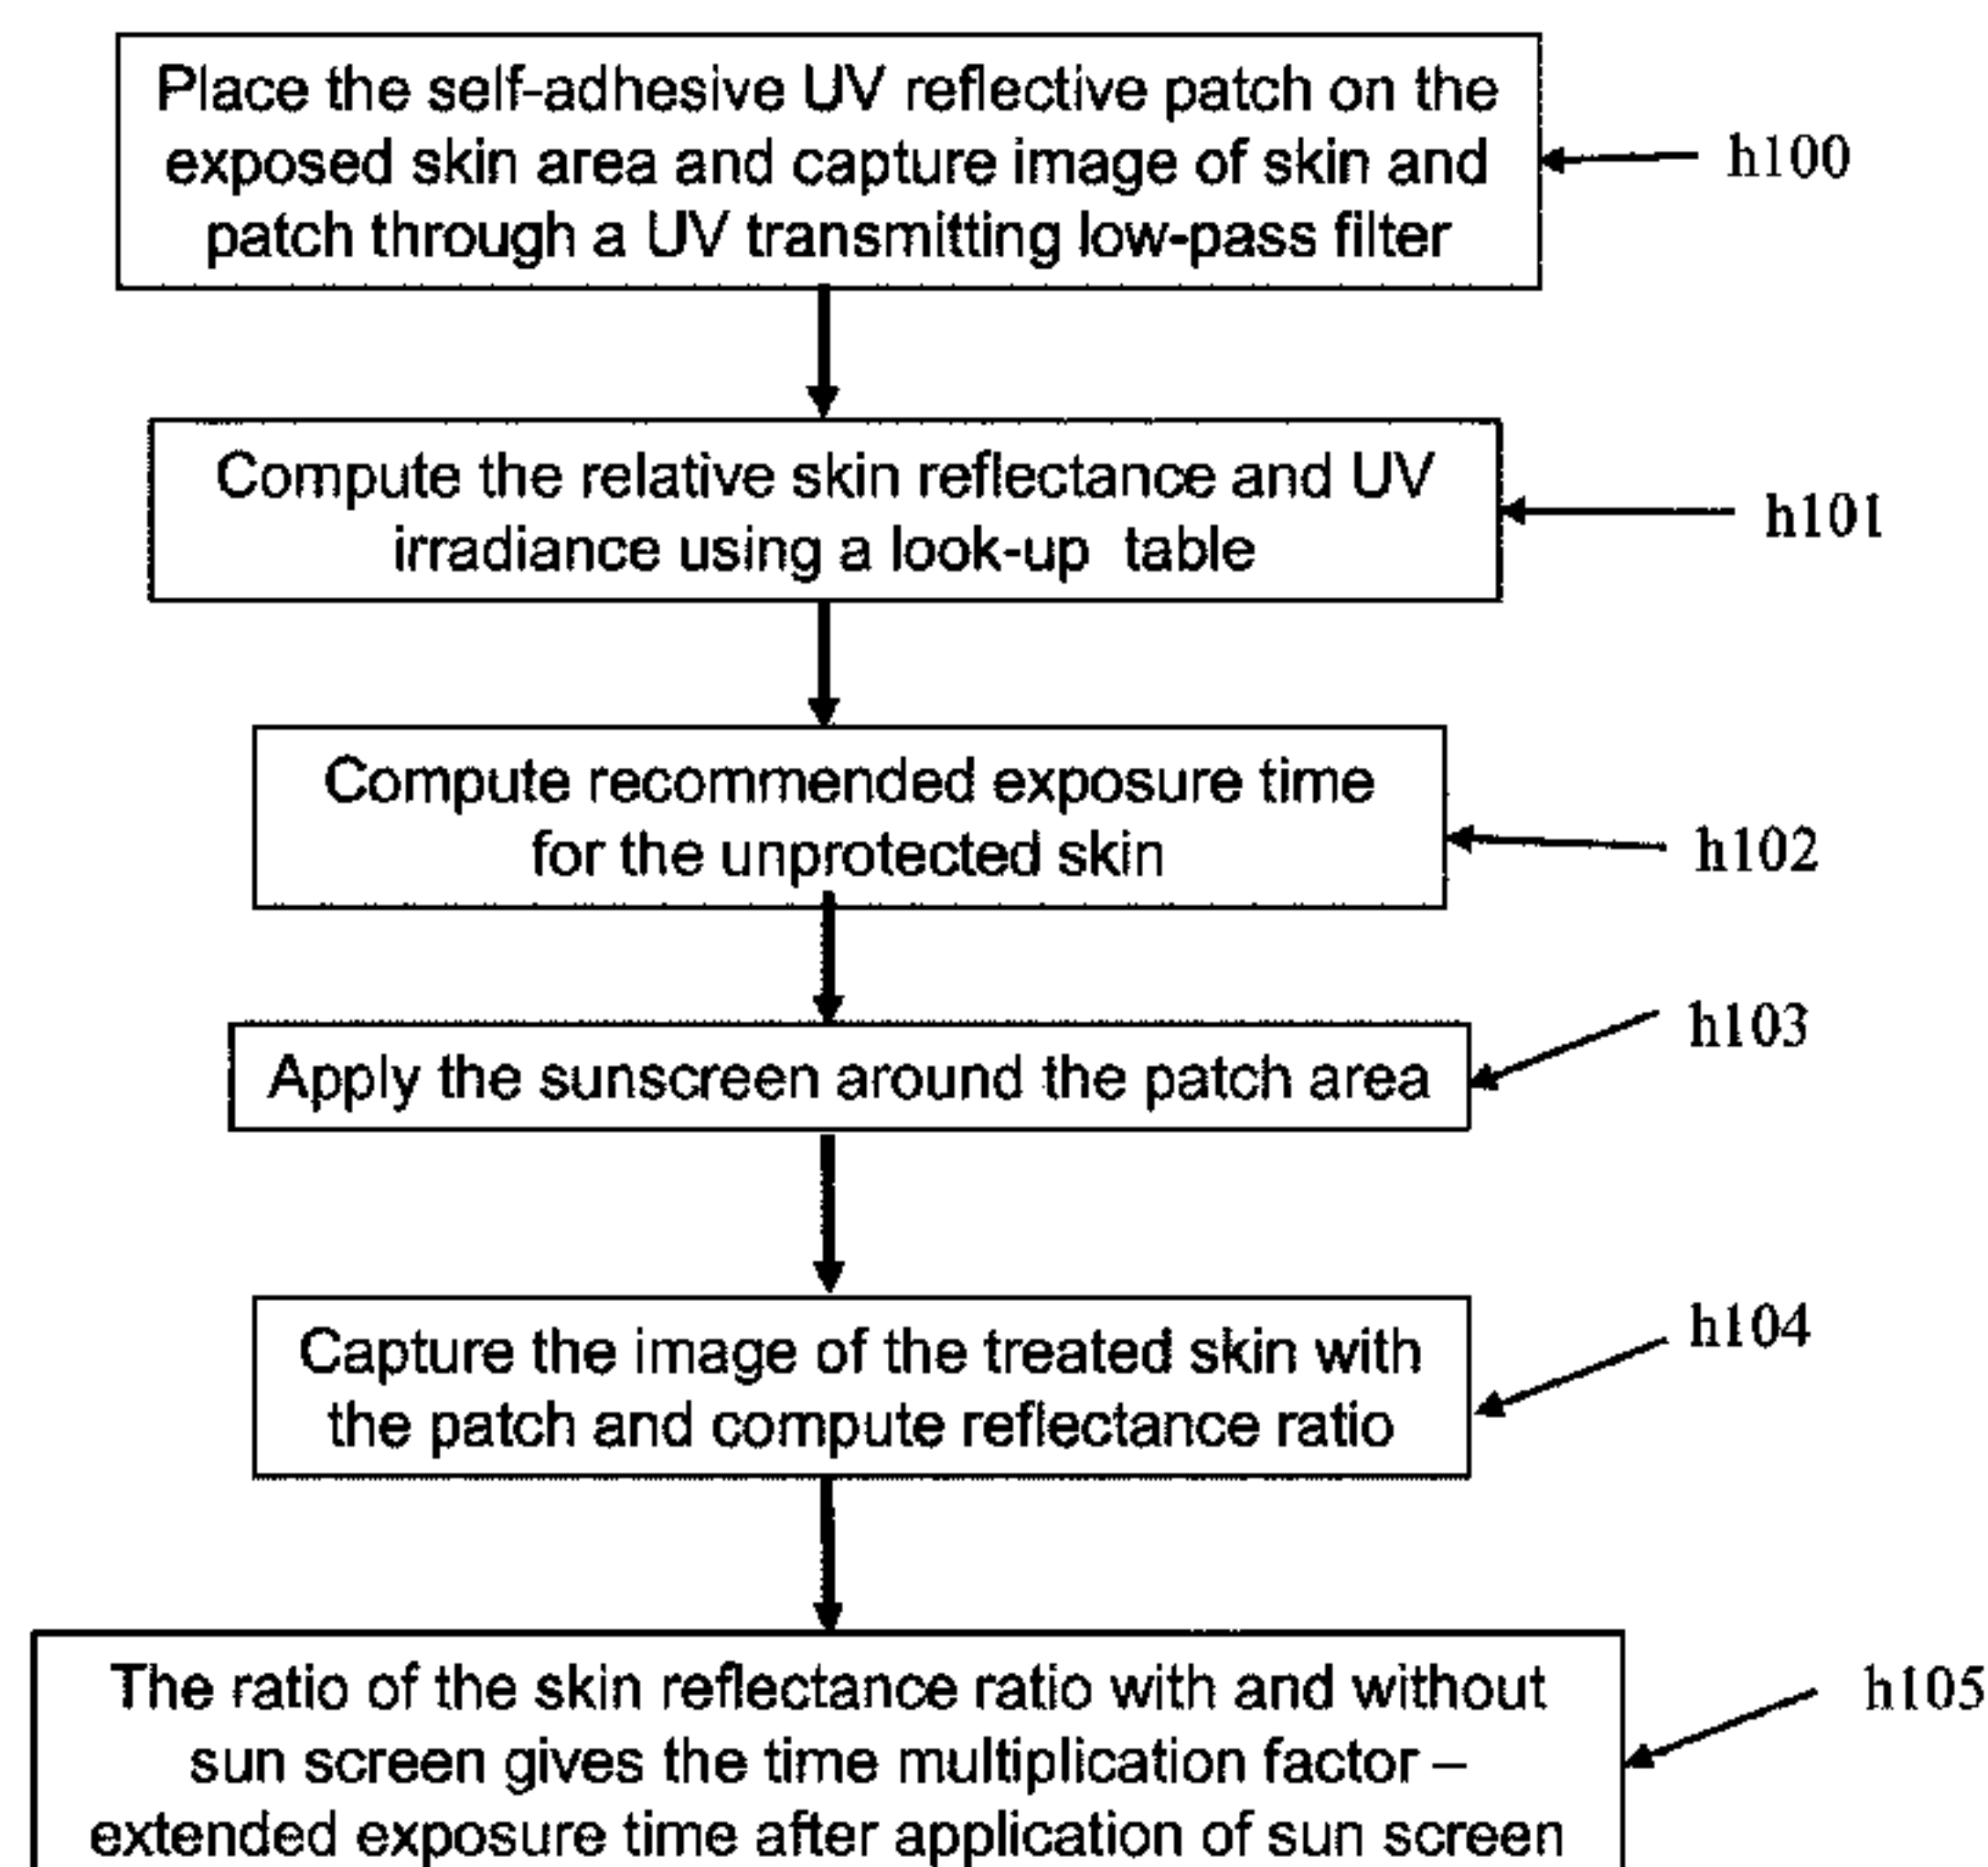 Place the self-adhesive UV reflective patch on the
exposed skin area and capture image of skin and
patch through a UV transmitting low-pass filter
h100
Compute the relative skin reflectance and UV
irradiance using a look-up table
h101
Compute recommended exposure time
for the unprotected skin
h102
Apply the sunscreen around the patch area
h103
Capture the image of the treated skin with
the patch and compute reflectance ratio
h104
The ratio of the skin reflectance ratio with and without
sun screen gives the time multiplication factor –
extended exposure time after application of sun screen
h105